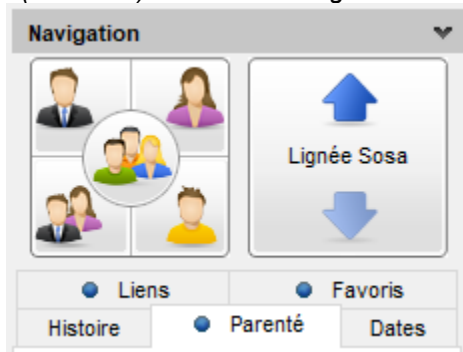 Navigation
Lignée Sosa
Liens Favoris
Histoire Parenté Dates